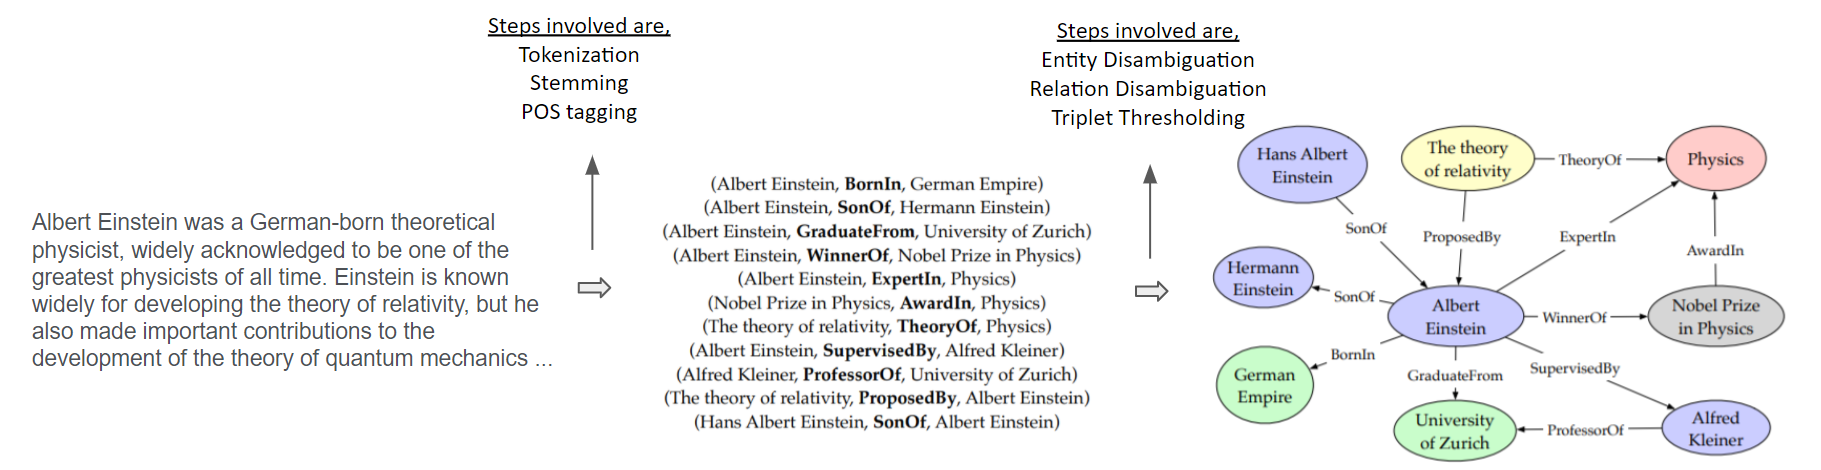 Steps involved are,
Tokenization
Stemming
POS tagging
Steps involved are,
Entity Disambiguation
Relation Disambiguation
Triplet Thresholding
Albert Einstein was a German-born theoretical
physicist, widely acknowledged to be one of the
greatest physicists of all time. Einstein is known
widely for developing the theory of relativity, but he
also made important contributions to the
development of the theory of quantum mechanics ...
(Albert Einstein, BornIn, German Empire)
(Albert Einstein, SonOf, Hermann Einstein)
(Albert Einstein, GraduateFrom, University of Zurich)
(Albert Einstein, WinnerOf, Nobel Prize in Physics)
(Albert Einstein, ExpertIn, Physics)
(Nobel Prize in Physics, AwardIn, Physics)
(The theory of relativity, TheoryOf, Physics)
(Albert Einstein, SupervisedBy, Alfred Kleiner)
(Alfred Kleiner, ProfessorOf, University of Zurich)
(The theory of relativity, ProposedBy, Albert Einstein)
(Hans Albert Einstein, SonOf, Albert Einstein)
Hans Albert
Einstein
The theory
of relativity
TheoryOf
Physics
SonOf
ProposedBy
ExpertIn
AwardIn
Hermann
Einstein
SonOf
Albert
Einstein
WinnerOf
Nobel Prize
in Physics
BornIn
GraduateFrom
SupervisedBy
German
Empire
University
of Zurich
ProfessorOf
Alfred
Kleiner